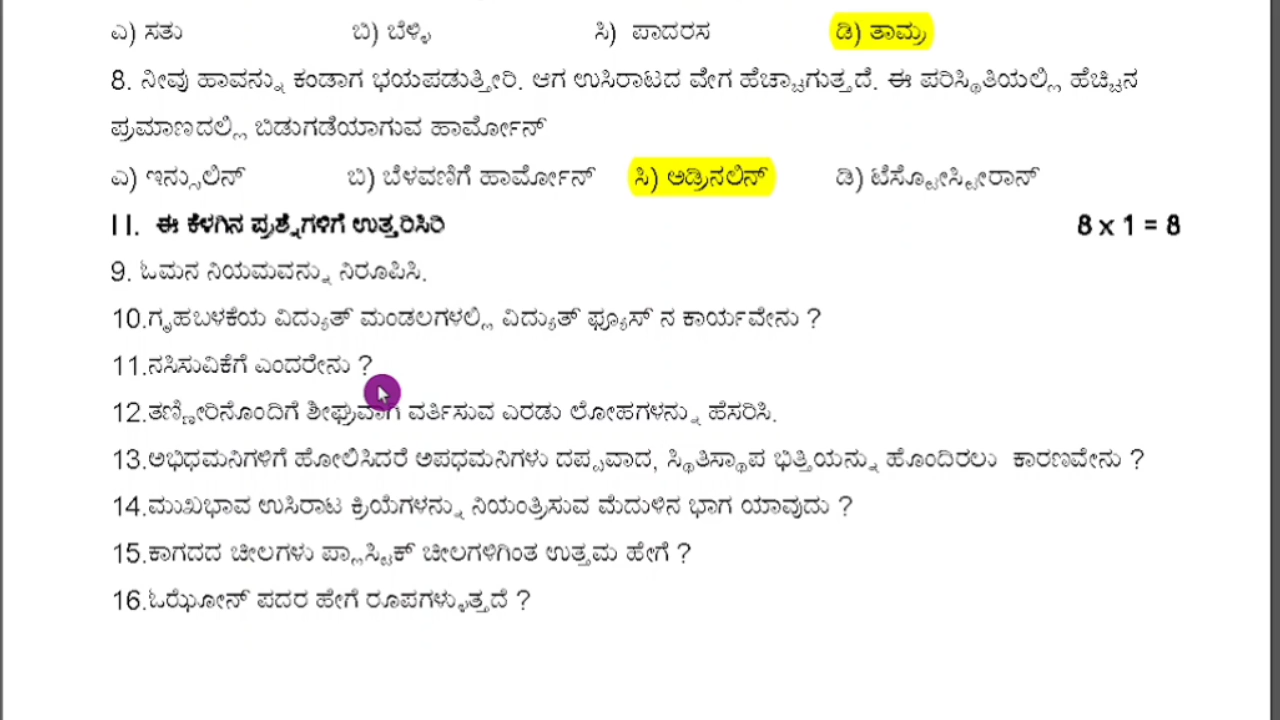 ಎ) ಸತು ಬಿ) ಬೆಳ್ಳಿ ಸಿ) ಪಾದರಸ ಡಿ) ತಾಮ್ರ
8. ನೀವು ಹಾವನ್ನು ಕಂಡಾಗ ಭಯಪಡುತ್ತೀರಿ. ಆಗ ಉಸಿರಾಟದ ವೇಗ ಹೆಚ್ಚಾಗುತ್ತದೆ. ಈ ಪರಿಸ್ಥಿತಿಯಲ್ಲಿ ಹೆಚ್ಚಿನ
ಪ್ರಮಾಣದಲ್ಲಿ ಬಿಡುಗಡೆಯಾಗುವ ಹಾರ್ಮೋನ್
ಎ) ಇನ್ಸುಲಿನ್ ಬಿ) ಬೆಳವಣಿಗೆ ಹಾರ್ಮೋನ್ ಸಿ) ಅಡ್ರಿನಲಿನ್ ಡಿ) ಟೆಸ್ಟೋಸ್ಟೀರಾನ್
II. ಈ ಕೆಳಗಿನ ಪ್ರಶ್ನೆಗಳಿಗೆ ಉತ್ತರಿಸಿರಿ 8 x 1 = 8
9. ಓಮನ ನಿಯಮವನ್ನು ನಿರೂಪಿಸಿ.
10.ಗೃಹಬಳಕೆಯ ವಿದ್ಯುತ್ ಮಂಡಲಗಳಲ್ಲಿ ವಿದ್ಯುತ್ ಫ್ಯೂಸ್ ನ ಕಾರ್ಯವೇನು ?
11.ನಸಿಸುವಿಕೆಗೆ ಎಂದರೇನು ?
12.ತಣ್ಣೀರಿನೊಂದಿಗೆ ಶೀಘ್ರವಾಗಿ ವರ್ತಿಸುವ ಎರಡು ಲೋಹಗಳನ್ನು ಹೆಸರಿಸಿ.
13.ಅಭಿಧಮನಿಗಳಿಗೆ ಹೋಲಿಸಿದರೆ ಅಪಧಮನಿಗಳು ದಪ್ಪವಾದ, ಸ್ಥಿತಿಸ್ಥಾಪ ಭಿತ್ತಿಯನ್ನು ಹೊಂದಿರಲು ಕಾರಣವೇನು ?
14.ಮುಖಭಾವ ಉಸಿರಾಟ ಕ್ರಿಯೆಗಳನ್ನು ನಿಯಂತ್ರಿಸುವ ಮೆದುಳಿನ ಭಾಗ ಯಾವುದು ?
15.ಕಾಗದದ ಚೀಲಗಳು ಪ್ಲಾಸ್ಟಿಕ್ ಚೀಲಗಳಿಗಿಂತ ಉತ್ತಮ ಹೇಗೆ ?
16.ಓಝೋನ್ ಪದರ ಹೇಗೆ ರೂಪಗಳ್ಳುತ್ತದೆ ?